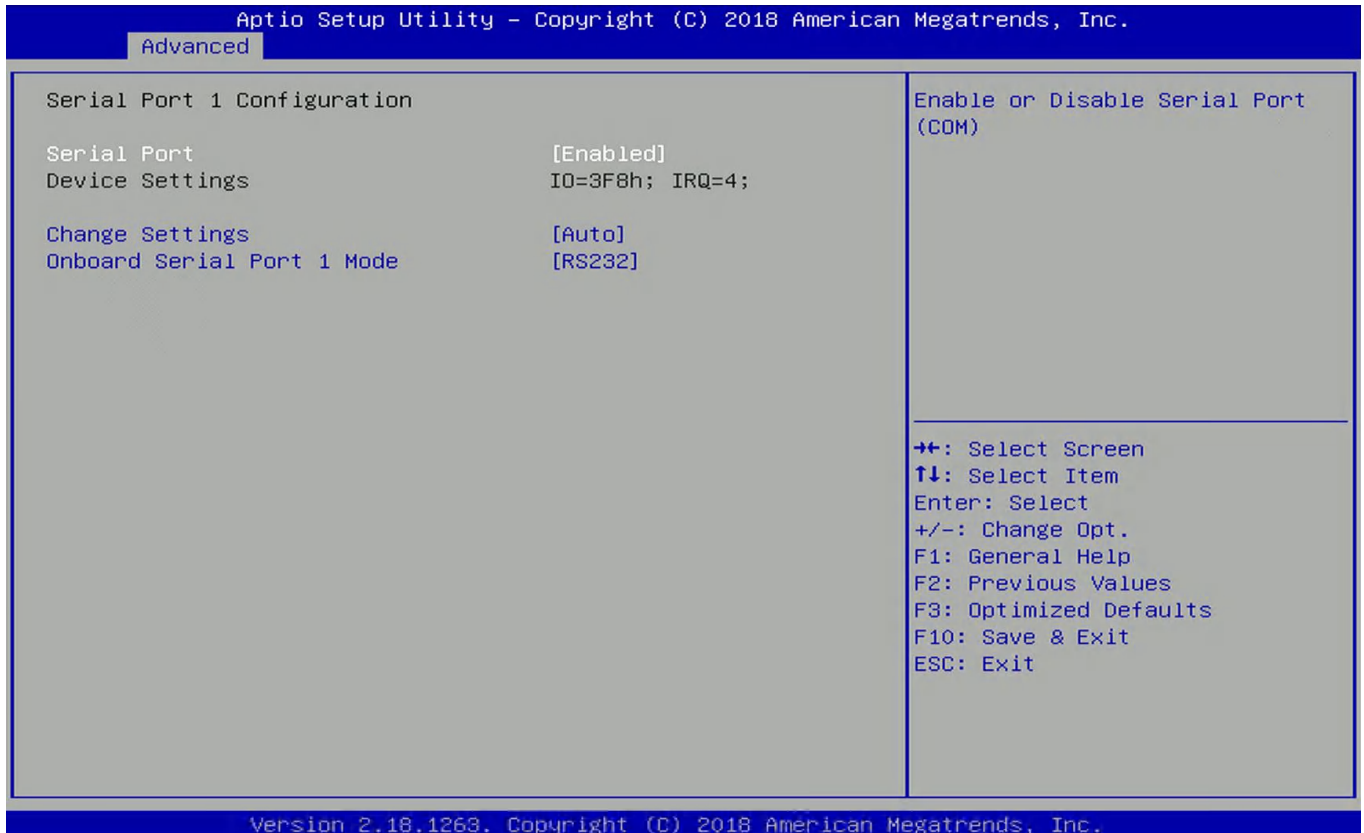 Aptio Setup Utility – Copyright (C) 2018 American Megatrends, Inc.
Advanced
Serial Port 1 Configuration
Serial Port [Enabled]
Device Settings IO=3F8h; IRQ=4;
Change Settings [Auto]
Onboard Serial Port 1 Mode [RS232]
Enable or Disable Serial Port
(COM)
→←: Select Screen
↑↓: Select Item
Enter: Select
+/-: Change Opt.
F1: General Help
F2: Previous Values
F3: Optimized Defaults
F10: Save & Exit
ESC: Exit
Version 2.18.1263. Copyright (C) 2018 American Megatrends, Inc.